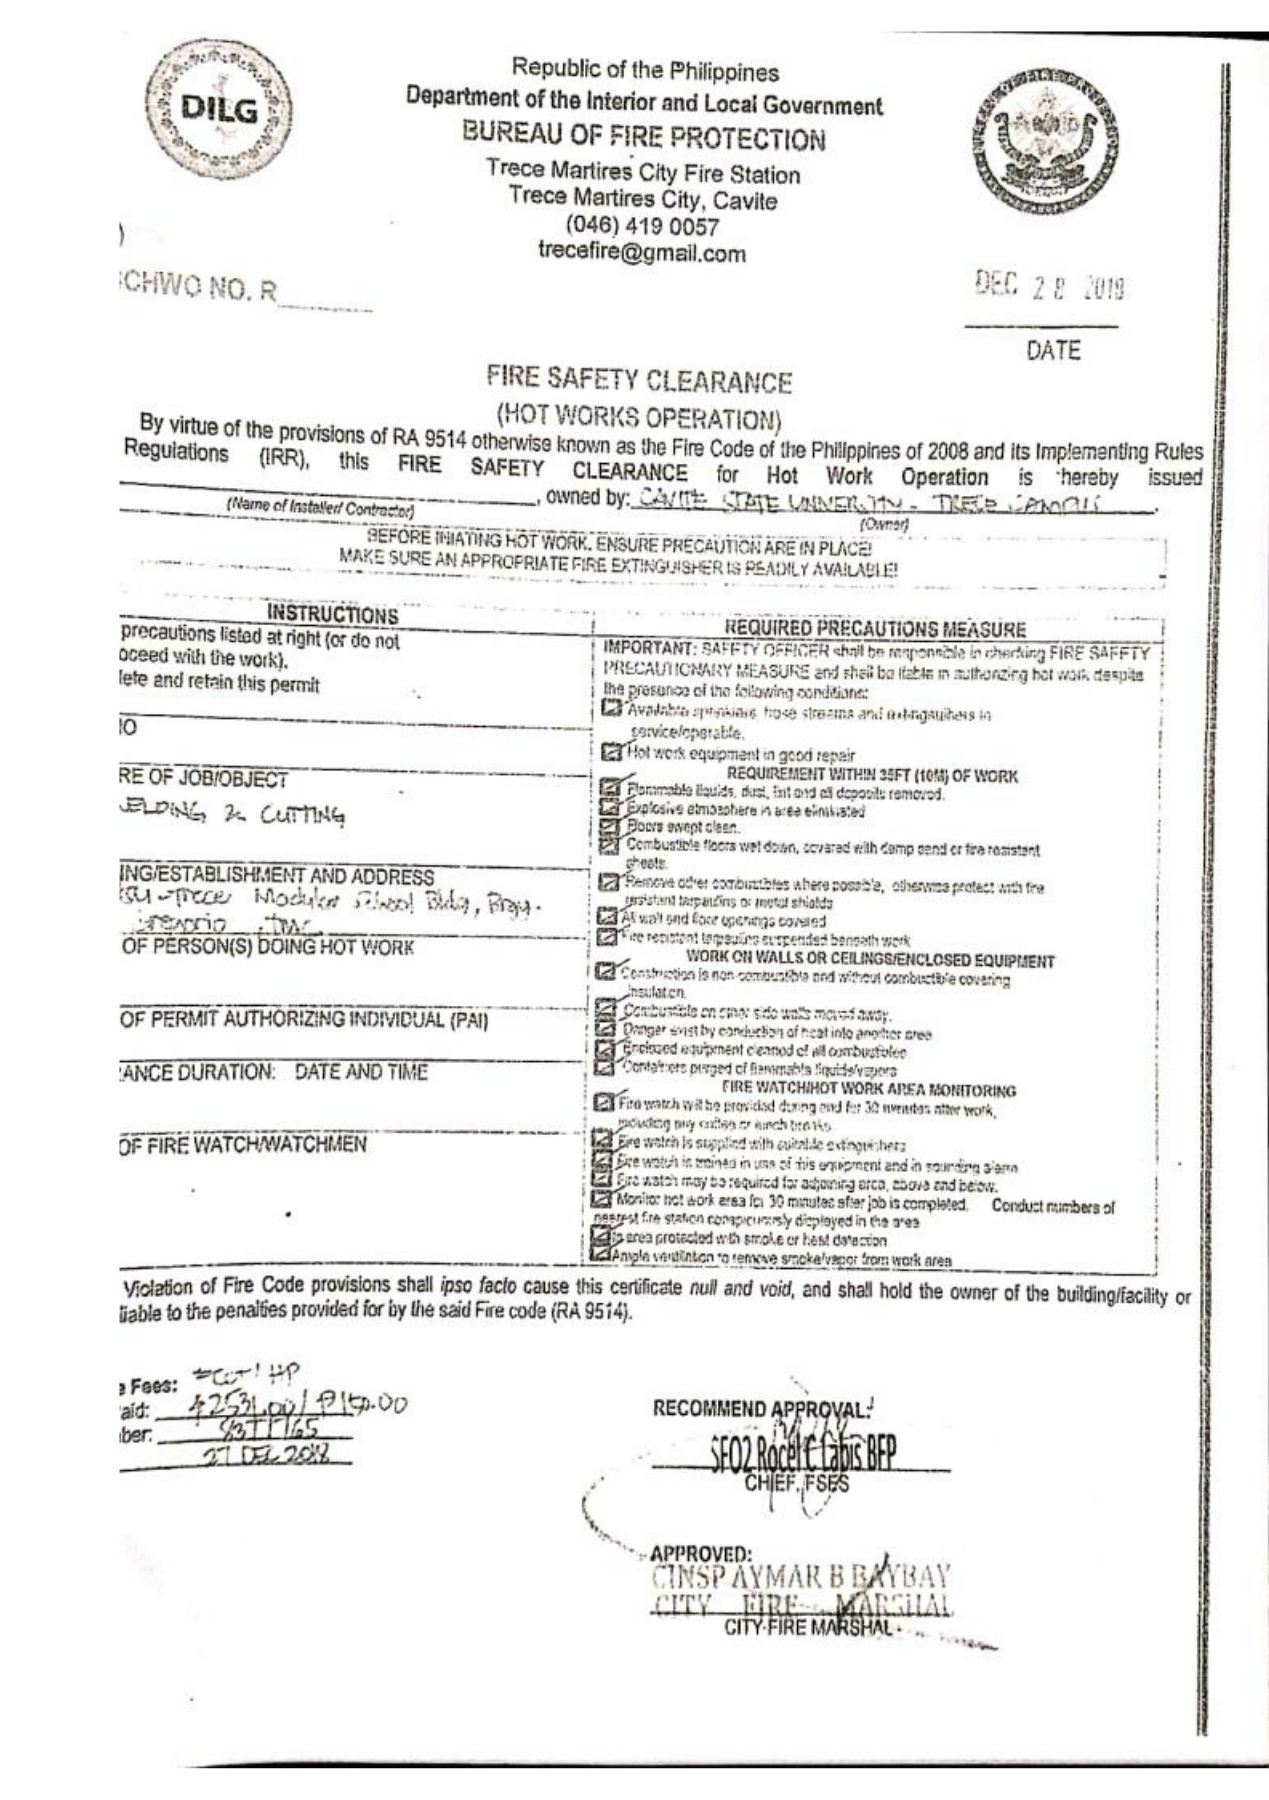 DILG
Republic of the Philippines
Department of the Interior and Local Government
BUREAU OF FIRE PROTECTION
Trece Martires City Fire Station
Trece Martires City, Cavite
(046) 419 0057
trecefire@gmail.com
CHWO NO. R
DEC 28 2018
DATE
FIRE SAFETY CLEARANCE
(HOT WORKS OPERATION)
By virtue of the provisions of RA 9514 otherwise known as the Fire Code of the Philippines of 2008 and its Implementing Rules
Regulations (IRR), this FIRE SAFETY CLEARANCE for Hot Work Operation is hereby issued
, owned by: CAVITE STATE UNIVERSITY - TRECE CAMPUS.
(Name of Installer/ Contractor)
(Owner)
BEFORE INIATING HOT WORK. ENSURE PRECAUTION ARE IN PLACE!
MAKE SURE AN APPROPRIATE FIRE EXTINGUISHER IS READILY AVAILABLE!
INSTRUCTIONS
precautions listed at right (or do not
oceed with the work).
lete and retain this permit
IO
RE OF JOB/OBJECT
ELDING & CUTTING
ING/ESTABLISHMENT AND ADDRESS
SU-Trece Modular School Bldg, Brgy.
TMC
OF PERSON(S) DOING HOT WORK
OF PERMIT AUTHORIZING INDIVIDUAL (PAI)
ANCE DURATION: DATE AND TIME
OF FIRE WATCH/WATCHMEN
REQUIRED PRECAUTIONS MEASURE
IMPORTANT: SAFETY OFFICER shall be responsible in checking FIRE SAFETY
PRECAUTIONARY MEASURE and shall be liable in authorizing hot work despite
the presence of the following conditions:
Available sprinklers, hose streams and extinguishers in
service/operable.
Hot work equipment in good repair
REQUIREMENT WITHIN 35FT (10M) OF WORK
Flammable liquids, dust, lint and oil deposits removed.
Explosive atmosphere in area eliminated
Floors swept clean.
Combustible floors wet down, covered with damp sand or fire resistant
sheets.
Remove other combustibles where possible, otherwise protect with fire
resistant tarpaulins or metal shields
All wall and floor openings covered
Fire resistant tarpaulins suspended beneath work
WORK ON WALLS OR CEILINGS/ENCLOSED EQUIPMENT
Construction is non-combustible and without combustible covering
insulation.
Combustible on other side walls moved away.
Danger exist by conduction of heat into another area
Enclosed equipment cleaned of all combustibles
Containers purged of flammable liquids/vapors
FIRE WATCH/HOT WORK AREA MONITORING
Fire watch will be provided during and for 30 minutes after work,
including any coffee or lunch breaks
Fire watch is supplied with suitable extinguishers
Fire watch is trained in use of this equipment and in sounding alarm
Fire watch may be required for adjoining area, above and below.
Monitor hot work area for 30 minutes after job is completed. Conduct numbers of
nearest fire station conspicuously displayed in the area
Is area protected with smoke or heat detection
Ample ventilation to remove smoke/vapor from work area
Violation of Fire Code provisions shall ipso facto cause this certificate null and void, and shall hold the owner of the building/facility or
liable to the penalties provided for by the said Fire code (RA 9514).
e Fees:
aid: 42531.00/ ₱150.00
ber:
27 DEC 2018
RECOMMEND APPROVAL:
SFO2 Rocel C Labis BFP
CHIEF, FSES
APPROVED:
CINSP AYMAR B BAYBAY
CITY FIRE MARSHAL
CITY FIRE MARSHAL